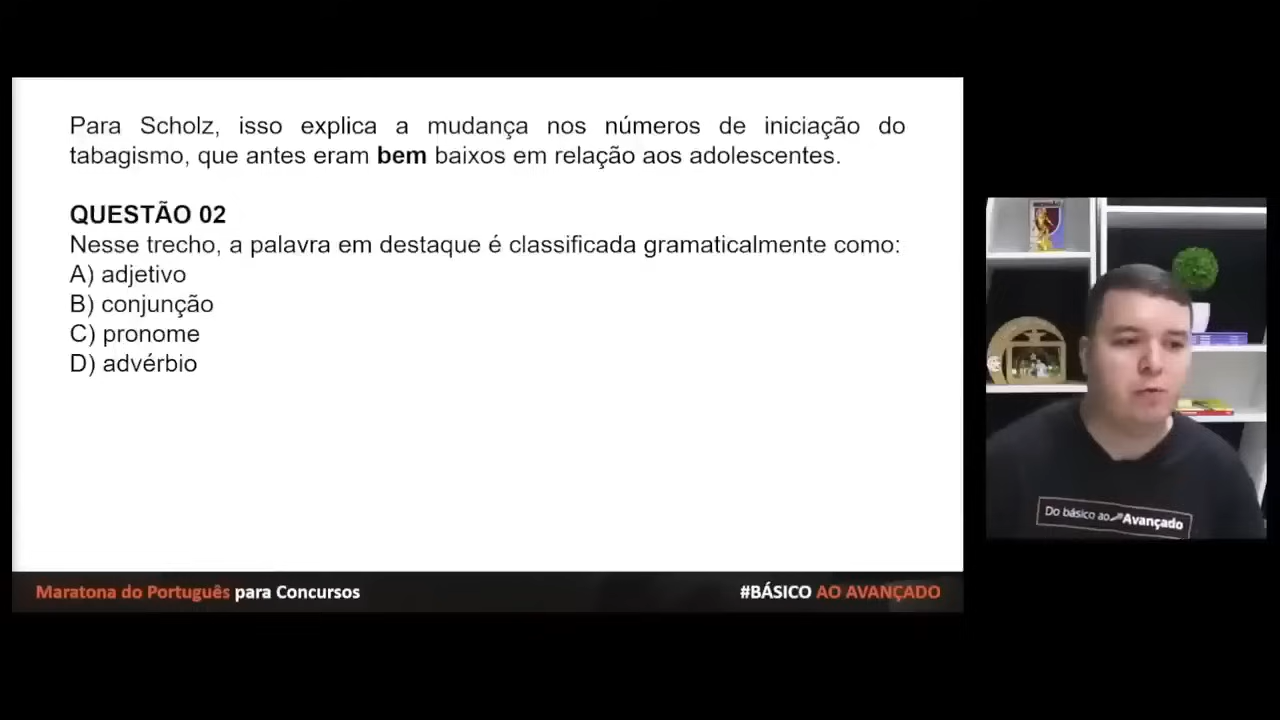 Para Scholz, isso explica a mudança nos números de iniciação do
tabagismo, que antes eram bem baixos em relação aos adolescentes.
QUESTÃO 02
Nesse trecho, a palavra em destaque é classificada gramaticalmente como:
A) adjetivo
B) conjunção
C) pronome
D) advérbio
Do básico ao Avançado
Maratona do Português para Concursos
#BÁSICO AO AVANÇADO